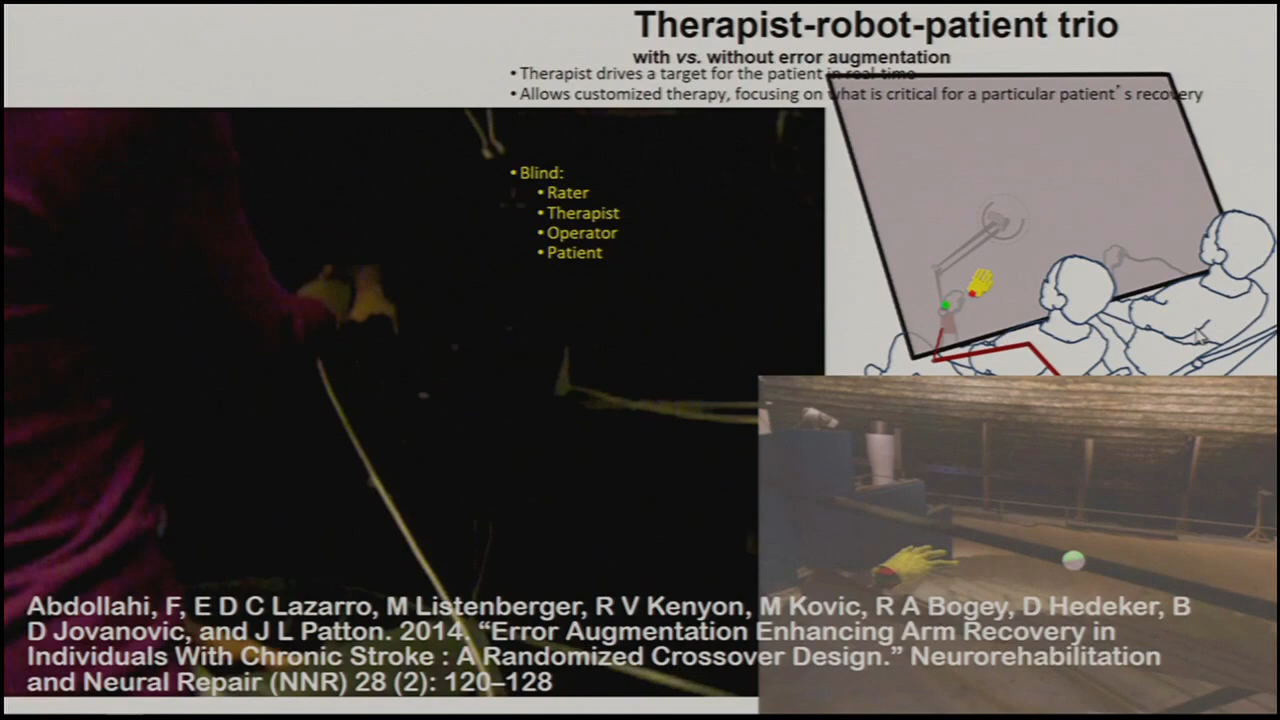 Therapist-robot-patient trio
with vs. without error augmentation
• Therapist drives a target for the patient in real-time
• Allows customized therapy, focusing on what is critical for a particular patient's recovery
• Blind:
• Rater
• Therapist
• Operator
• Patient
Abdollahi, F, E D C Lazarro, M Listenberger, R V Kenyon, M Kovic, R A Bogey, D Hedeker, B
D Jovanovic, and J L Patton. 2014. “Error Augmentation Enhancing Arm Recovery in
Individuals With Chronic Stroke : A Randomized Crossover Design.” Neurorehabilitation
and Neural Repair (NNR) 28 (2): 120–128